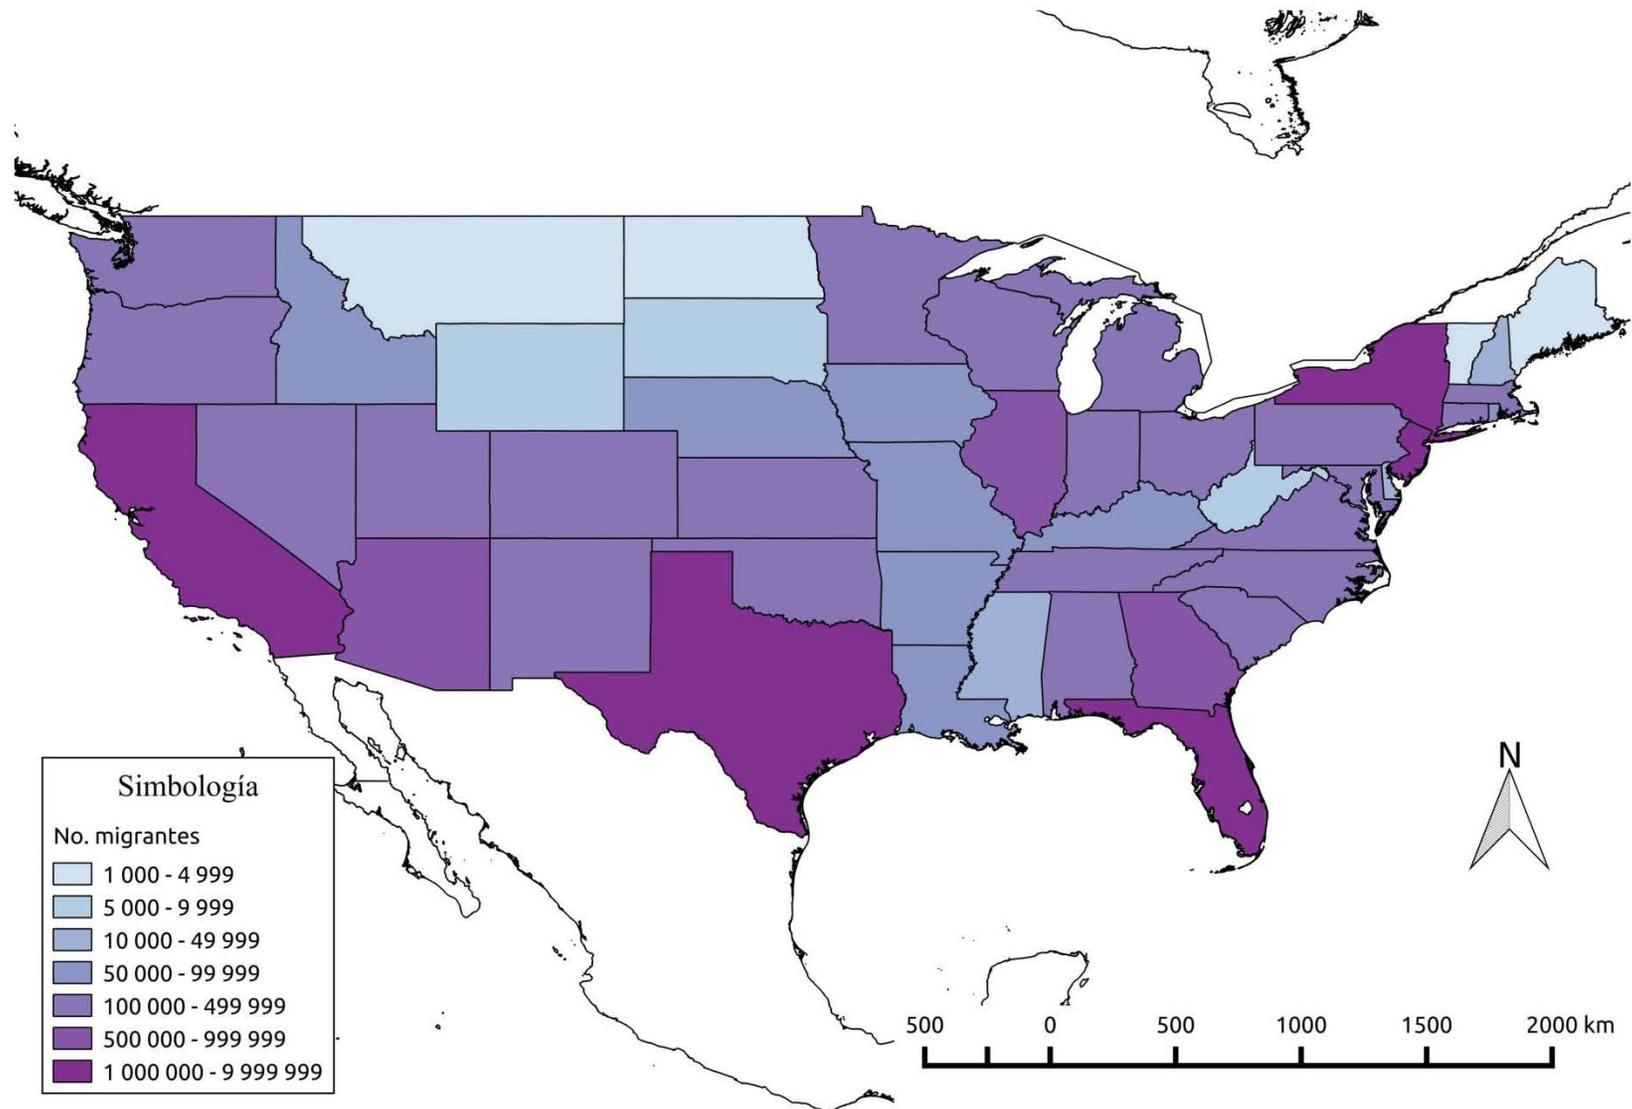 Simbología
No. migrantes
1 000 - 4 999
5 000 - 9 999
10 000 - 49 999
50 000 - 99 999
100 000 - 499 999
500 000 - 999 999
1 000 000 - 9 999 999
N
500 0 500 1000 1500 2000 km